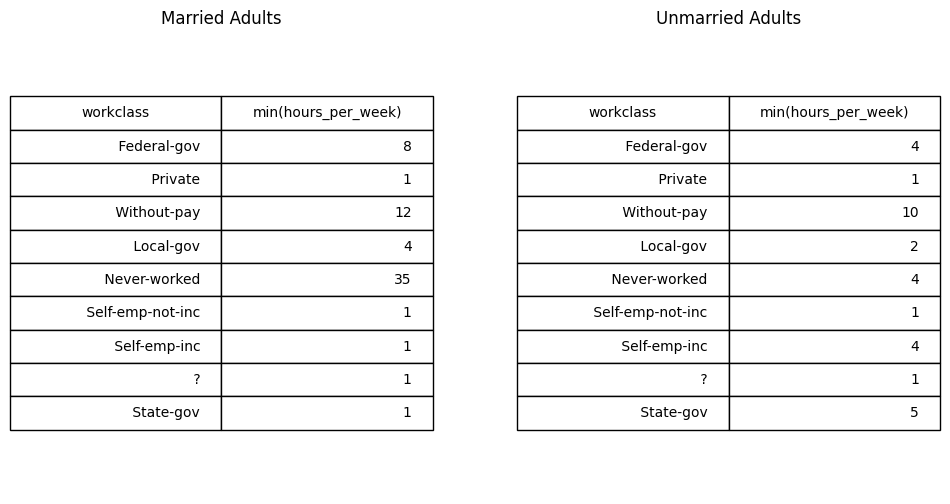 Married Adults
workclass min(hours_per_week)
Federal-gov 8
Private 1
Without-pay 12
Local-gov 4
Never-worked 35
Self-emp-not-inc 1
Self-emp-inc 1
? 1
State-gov 1
Unmarried Adults
workclass min(hours_per_week)
Federal-gov 4
Private 1
Without-pay 10
Local-gov 2
Never-worked 4
Self-emp-not-inc 1
Self-emp-inc 4
? 1
State-gov 5